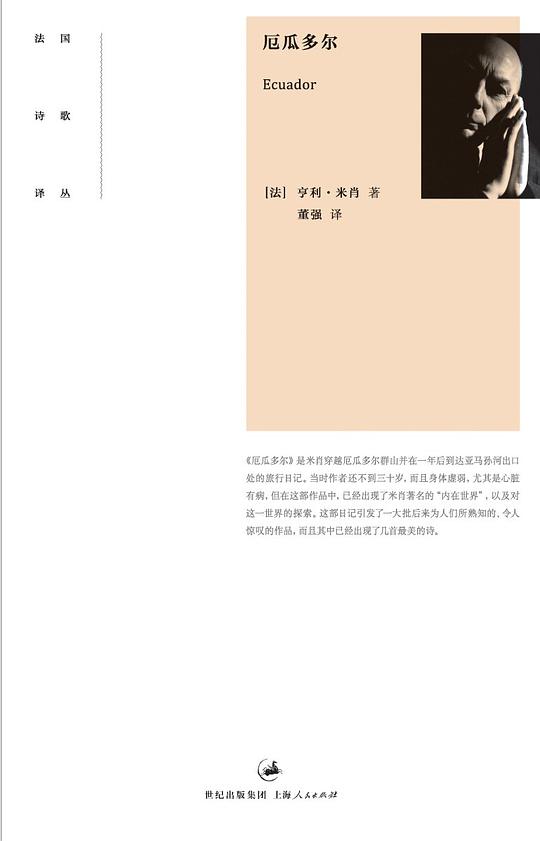 法 国
诗 歌
译 丛
厄瓜多尔
Ecuador
[法] 亨利·米肖 著
董强 译
《厄瓜多尔》是米肖穿越厄瓜多尔群山并在一年后到达亚马孙河出口
处的旅行日记。当时作者还不到三十岁, 而且身体虚弱, 尤其是心脏
有病, 但在这部作品中, 已经出现了米肖著名的“内在世界”, 以及对
这一世界的探索。这部日记引发了一大批后来为人们所熟知的、令人
惊叹的作品, 而且其中已经出现了几首最美的诗。
世纪出版集团 上海人民出版社